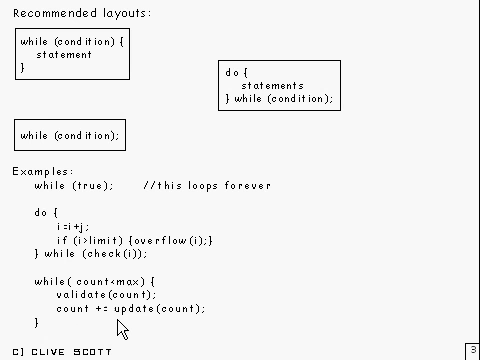 Recommended layouts:
while (condition) {
statement
}
do {
statements
} while (condition);
while (condition);
Examples:
while (true); //this loops forever
do {
i=i+j;
if (i>limit) {overflow(i);}
} while (check(i));
while( count<max) {
validate(count);
count += update(count);
}
C] CLIVE SCOTT
3